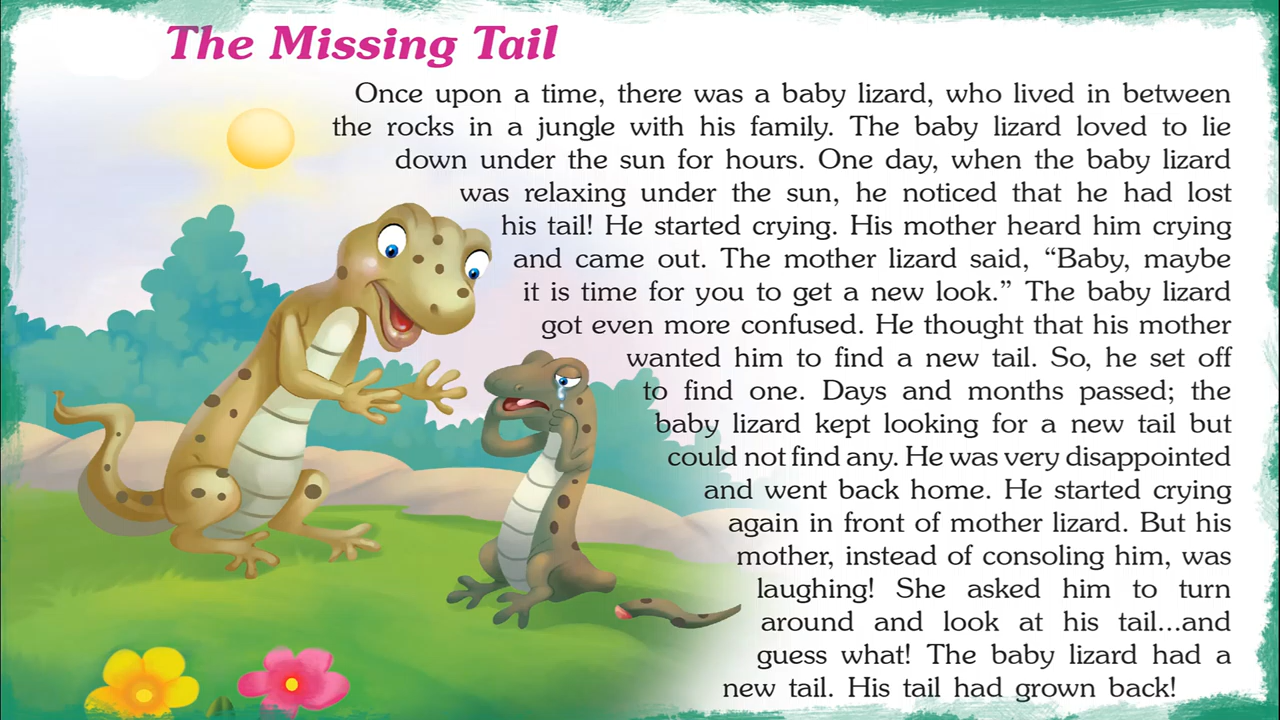 The Missing Tail
Once upon a time, there was a baby lizard, who lived in between
the rocks in a jungle with his family. The baby lizard loved to lie
down under the sun for hours. One day, when the baby lizard
was relaxing under the sun, he noticed that he had lost
his tail! He started crying. His mother heard him crying
and came out. The mother lizard said, “Baby, maybe
it is time for you to get a new look.” The baby lizard
got even more confused. He thought that his mother
wanted him to find a new tail. So, he set off
to find one. Days and months passed; the
baby lizard kept looking for a new tail but
could not find any. He was very disappointed
and went back home. He started crying
again in front of mother lizard. But his
mother, instead of consoling him, was
laughing! She asked him to turn
around and look at his tail...and
guess what! The baby lizard had a
new tail. His tail had grown back!